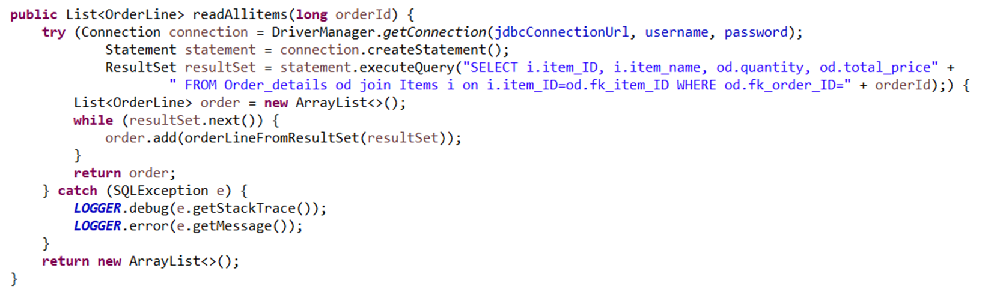 public List<OrderLine> readAllitems(long orderId) {
    try (Connection connection = DriverManager.getConnection(jdbcConnectionUrl, username, password);
            Statement statement = connection.createStatement();
            ResultSet resultSet = statement.executeQuery("SELECT i.item_ID, i.item_name, od.quantity, od.total_price" +
                    " FROM Order_details od join Items i on i.item_ID=od.fk_item_ID WHERE od.fk_order_ID=" + orderId);) {
        List<OrderLine> order = new ArrayList<>();
        while (resultSet.next()) {
            order.add(orderLineFromResultSet(resultSet));
        }
        return order;
    } catch (SQLException e) {
        LOGGER.debug(e.getStackTrace());
        LOGGER.error(e.getMessage());
    }
    return new ArrayList<>();
}